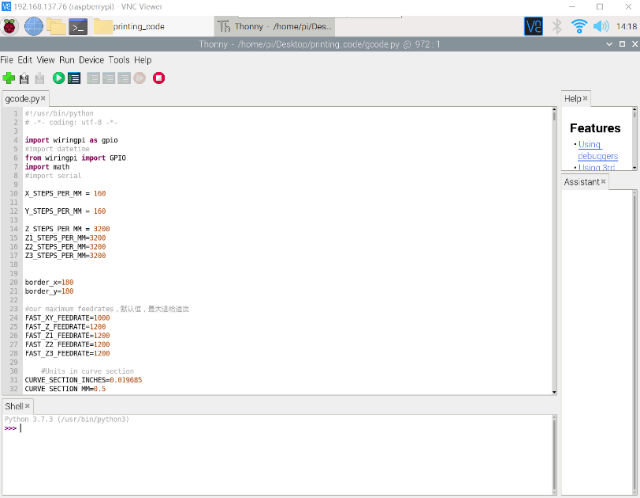 192.168.137.76 (raspberrypi) - VNC Viewer
printing_code
Thonny - /home/pi/Des...
14:18
Thonny - /home/pi/Desktop/printing_code/gcode.py @ 972 : 1
File Edit View Run Device Tools Help
gcode.py
1 #!/usr/bin/python
2 # -*- coding: utf-8 -*-
3
4 import wiringpi as gpio
5 #import datetime
6 from wiringpi import GPIO
7 import math
8 #import serial
9
10 X_STEPS_PER_MM = 160
11
12 Y_STEPS_PER_MM = 160
13
14 Z_STEPS_PER_MM = 3200
15 Z1_STEPS_PER_MM=3200
16 Z2_STEPS_PER_MM=3200
17 Z3_STEPS_PER_MM=3200
18
19
20 border_x=180
21 border_y=180
22
23 #our maximum feedrates，默认值，最大进给速度
24 FAST_XY_FEEDRATE=1000
25 FAST_Z_FEEDRATE=1200
26 FAST_Z1_FEEDRATE=1200
27 FAST_Z2_FEEDRATE=1200
28 FAST_Z3_FEEDRATE=1200
29
30 #Units in curve section
31 CURVE_SECTION_INCHES=0.019685
32 CURVE_SECTION_MM=0.5
Help
Features
• Using
debuggers
• Using 3rd
Assistant
Shell
Python 3.7.3 (/usr/bin/python3)
>>>